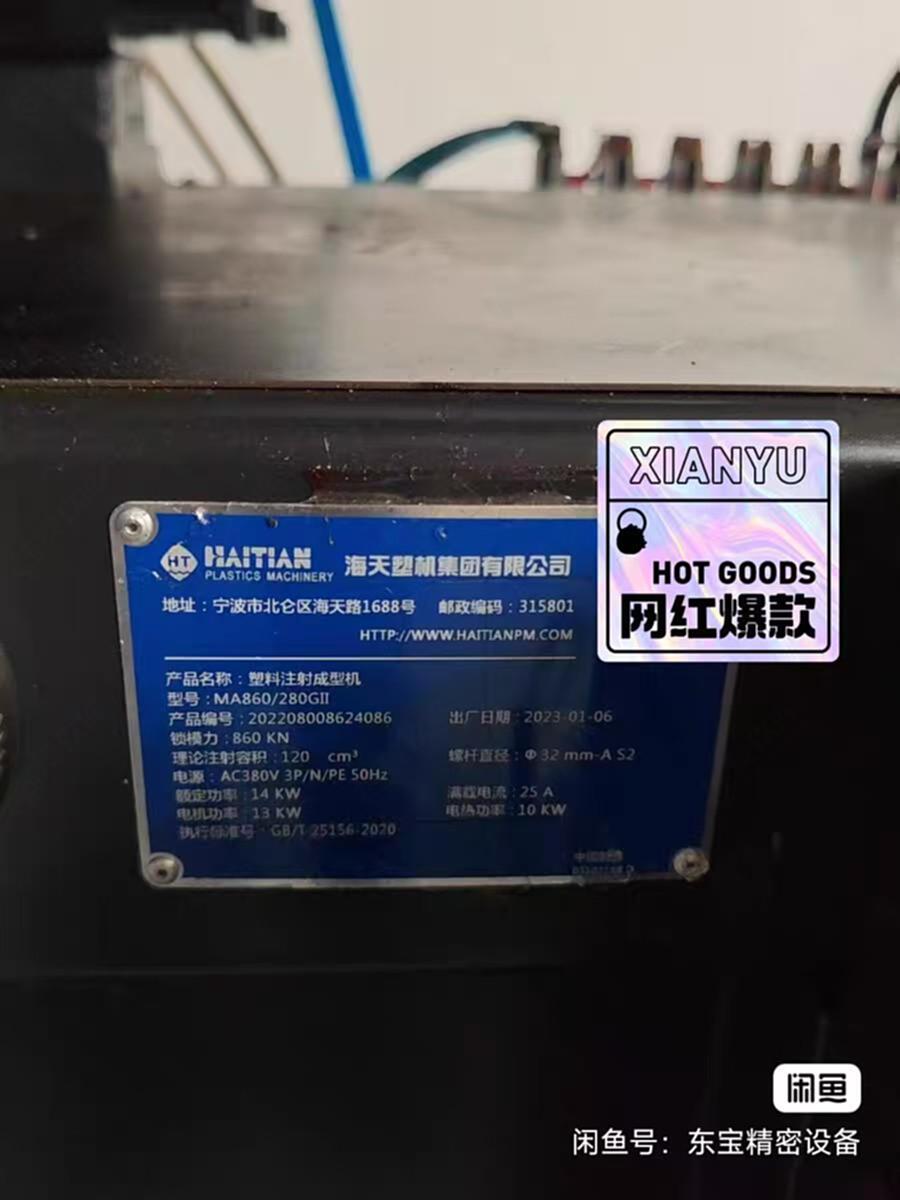 XIANYU
HOT GOODS
网红爆款
HT HAITIAN
PLASTICS MACHINERY
海天塑机集团有限公司
地址：宁波市北仑区海天路1688号 邮政编码：315801
HTTP://WWW.HAITIANPM.COM
产品名称：塑料注射成型机
型号：MA860/280GII
产品编号：202208008624086 出厂日期：2023-01-06
锁模力：860 KN
理论注射容积：120 cm³ 螺杆直径：Φ32 mm-A S2
电源：AC380V 3P/N/PE 50Hz
额定功率：14 KW 满载电流：25 A
电机功率：13 KW 电热功率：10 KW
执行标准号：GB/T 25156-2020
中国
闲鱼
闲鱼号：东宝精密设备